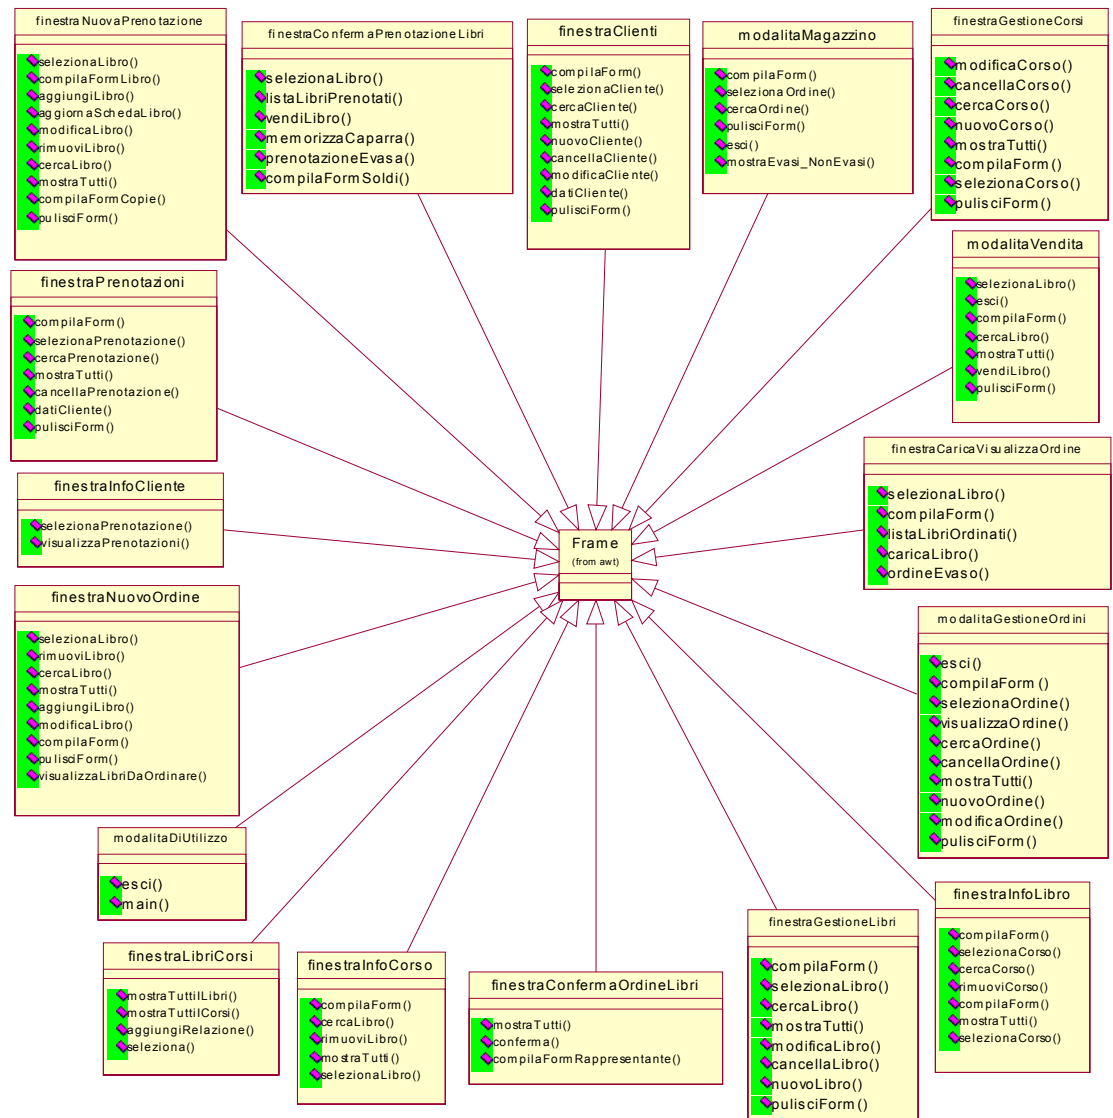 finestraNuovaPrenotazione
selezionaLibro()
compilaFormLibro()
aggiungiLibro()
aggiornaSchedaLibro()
modificaLibro()
rimuoviLibro()
cercaLibro()
mostraTutti()
compilaFormCopie()
pulisciForm()
finestraConfermaPrenotazioneLibri
selezionaLibro()
listaLibriPrenotati()
vendiLibro()
memorizzaCaparra()
prenotazioneEvasa()
compilaFormSoldi()
finestraClienti
compilaForm()
selezionaCliente()
cercaCliente()
mostraTutti()
nuovoCliente()
cancellaCliente()
modificaCliente()
datiCliente()
pulisciForm()
modalitaMagazzino
compilaForm()
selezionaOrdine()
cercaOrdine()
pulisciForm()
esci()
mostraEvasi_NonEvasi()
finestraGestioneCorsi
modificaCorso()
cancellaCorso()
cercaCorso()
nuovoCorso()
mostraTutti()
compilaForm()
selezionaCorso()
pulisciForm()
modalitaVendita
selezionaLibro()
esci()
compilaForm()
cercaLibro()
mostraTutti()
vendiLibro()
pulisciForm()
finestraPrenotazioni
compilaForm()
selezionaPrenotazione()
cercaPrenotazione()
mostraTutti()
cancellaPrenotazione()
datiCliente()
pulisciForm()
finestraCaricaVisualizzaOrdine
selezionaLibro()
compilaForm()
listaLibriOrdinati()
caricaLibro()
ordineEvaso()
finestraInfoCliente
selezionaPrenotazione()
visualizzaPrenotazioni()
Frame
(from awt)
finestraNuovoOrdine
selezionaLibro()
rimuoviLibro()
cercaLibro()
mostraTutti()
aggiungiLibro()
modificaLibro()
compilaForm()
pulisciForm()
visualizzaLibriDaOrdinare()
modalitaGestioneOrdini
esci()
compilaForm()
selezionaOrdine()
visualizzaOrdine()
cercaOrdine()
cancellaOrdine()
mostraTutti()
nuovoOrdine()
modificaOrdine()
pulisciForm()
modalitaDiUtilizzo
esci()
main()
finestraLibriCorsi
mostraTuttiILibri()
mostraTuttiICorsi()
aggiungiRelazione()
seleziona()
finestraInfoCorso
compilaForm()
cercaLibro()
rimuoviLibro()
mostraTutti()
selezionaLibro()
finestraConfermaOrdineLibri
mostraTutti()
conferma()
compilaFormRappresentante()
finestraGestioneLibri
compilaForm()
selezionaLibro()
cercaLibro()
mostraTutti()
modificaLibro()
cancellaLibro()
nuovoLibro()
pulisciForm()
finestraInfoLibro
compilaForm()
selezionaCorso()
cercaCorso()
rimuoviCorso()
compilaForm()
mostraTutti()
selezionaCorso()